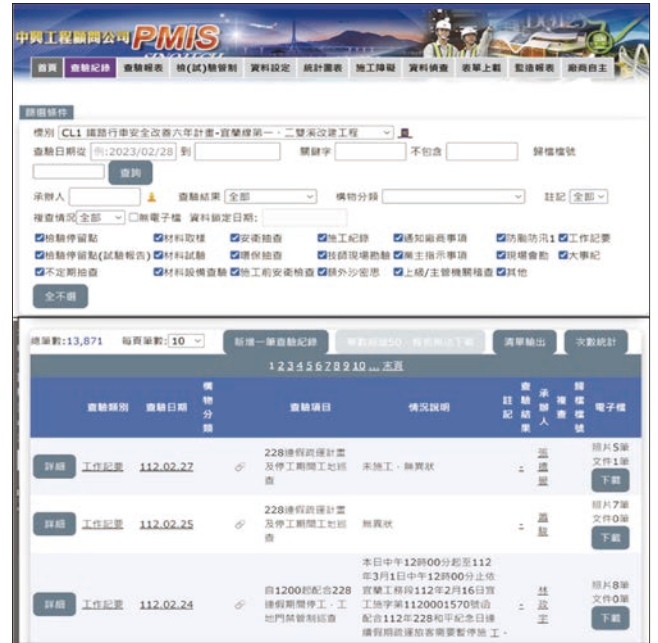 中興工程顧問公司 PMIS
首頁 查驗紀錄 查驗報表 檢(試)驗管制 資料設定 統計圖表 施工障礙 資料偵查 表單上載 監造報表 廠商自主
篩選條件
標別 CL1 鐵路行車安全改善六年計畫-宜蘭線第一、二雙溪改建工程
查驗日期從 例:2023/02/28 到 關鍵字 不包含 歸檔檔號
查詢
承辦人 查驗結果 全部 構物分類 註記 全部
複查情況 全部 無電子檔 資料鎖定日期:
檢驗停留點 材料取樣 安衛抽查 施工紀錄 通知廠商事項 防颱防汛1 工作記要
檢驗停留點(試驗報告) 材料試驗 環保抽查 技師現場勘驗 業主指示事項 現場會勘 大事紀
不定期抽查 材料設備查驗 施工前安衛檢查 額外沙密思 上級/主管機關稽查 其他
全不選
總筆數:13,871 每頁筆數: 10 新增一筆查驗紀錄 清單輸出 次數統計
1 2 3 4 5 6 7 8 9 10 ... 末頁
查驗類別 查驗日期 構物分類 查驗項目 情況說明 註記 查驗結果 承辦人 複查 歸檔檔號 電子檔
詳細 工作記要 112.02.27 228連假疏運計畫及停工期間工地巡查 未施工,無異狀 - 照片5筆
文件1筆
下載
詳細 工作記要 112.02.25 228連假疏運計畫及停工期間工地巡查 無異狀 - 照片7筆
文件0筆
下載
詳細 工作記要 112.02.24 自1200起配合228連假期間停工,工地門禁管制巡查
本日中午12時00分起至112
年3月1日中午12時00分止依
宜蘭工務段112年2月16日宜
工施字第1120001570號函
配合112年228和平紀念日連
續假期疏運旅客需要暫停施工,
- 林政宇 照片8筆
文件0筆
下載